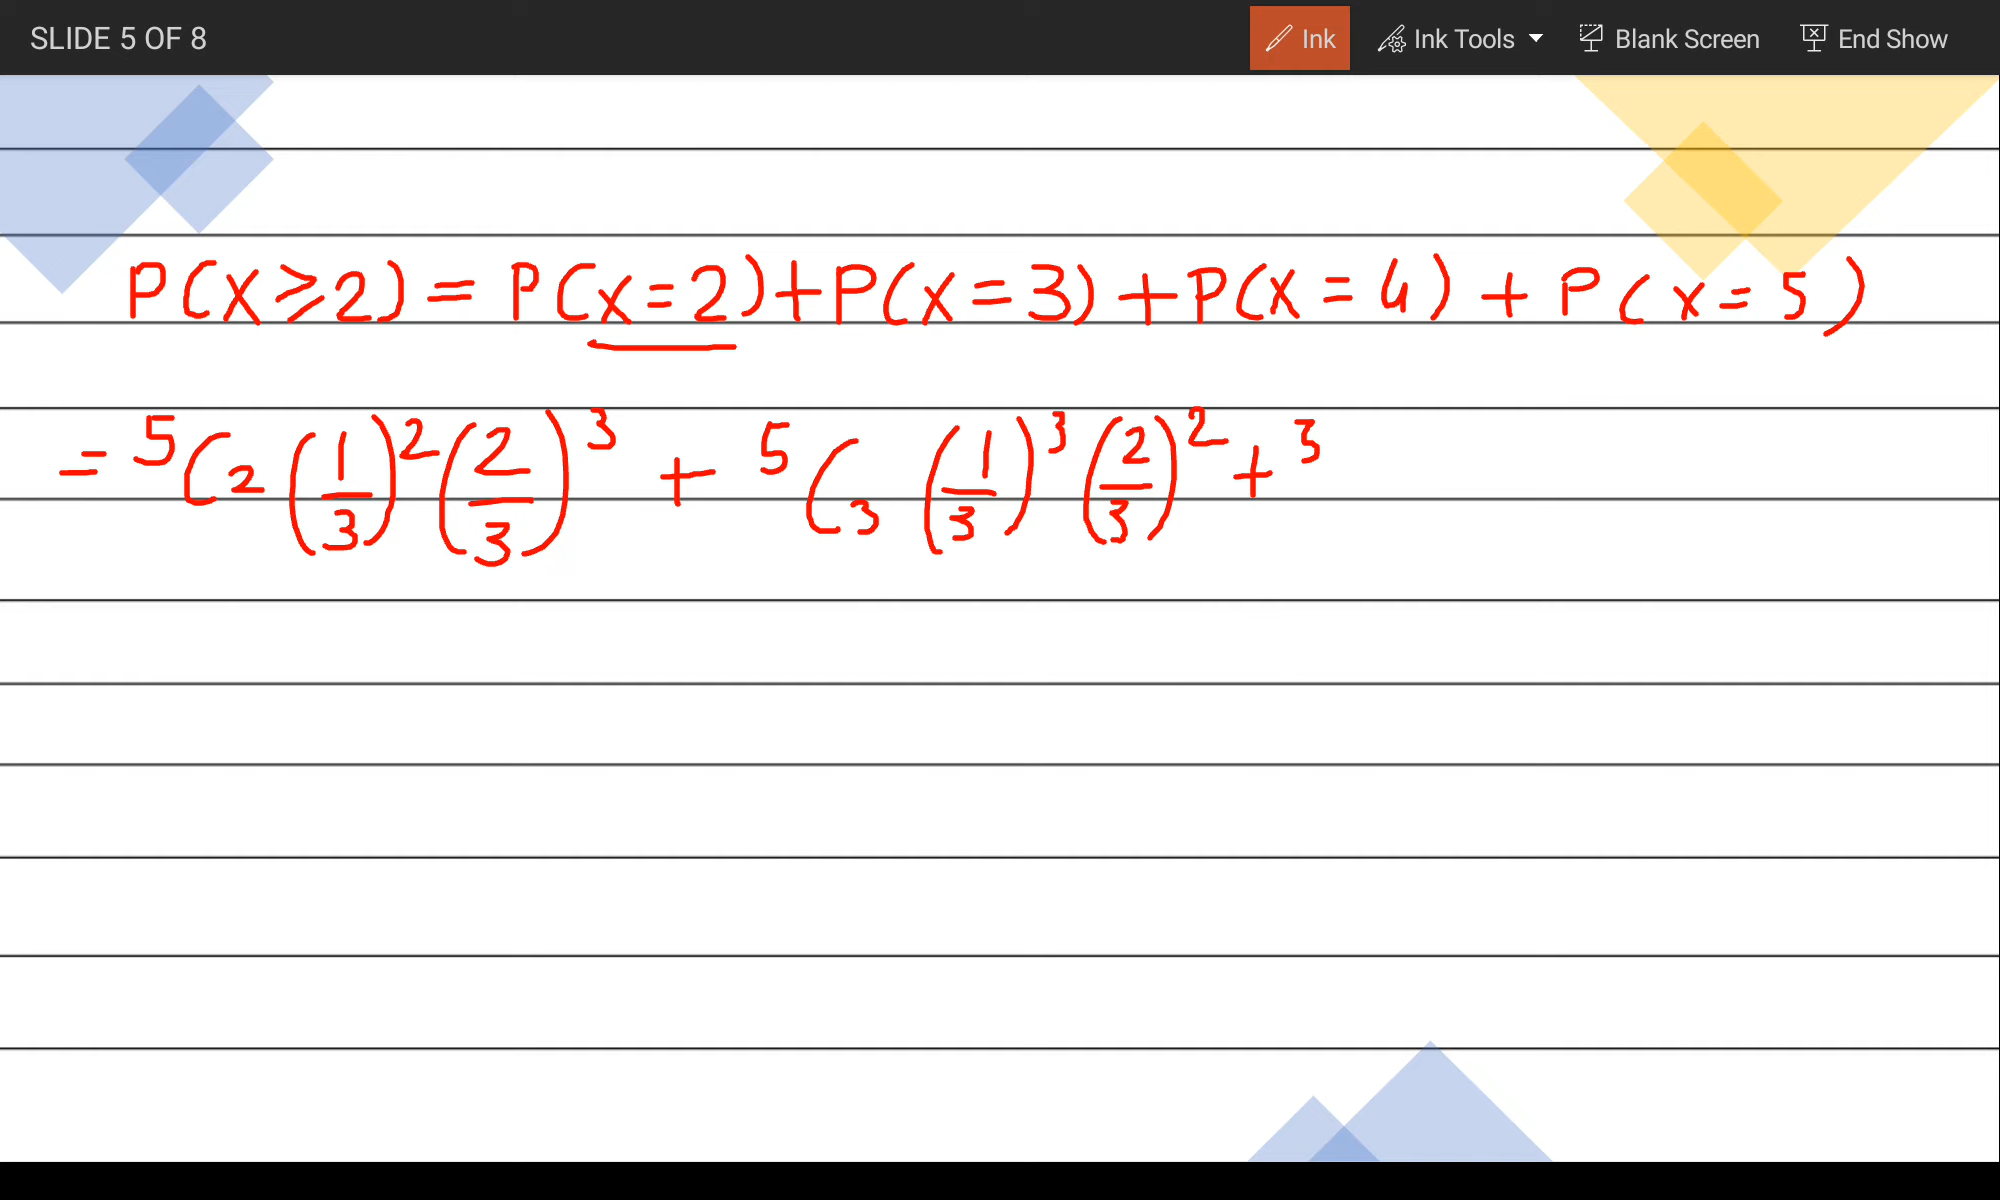 SLIDE 5 OF 8 Ink Ink Tools Blank Screen End Show
P(X⩾2) = P(x=2)+P(x=3)+P(x=4)+P(x=5)
= ⁵C₂ (1/3)² (2/3)³ + ⁵C₃ (1/3)³ (2/3)² + ³